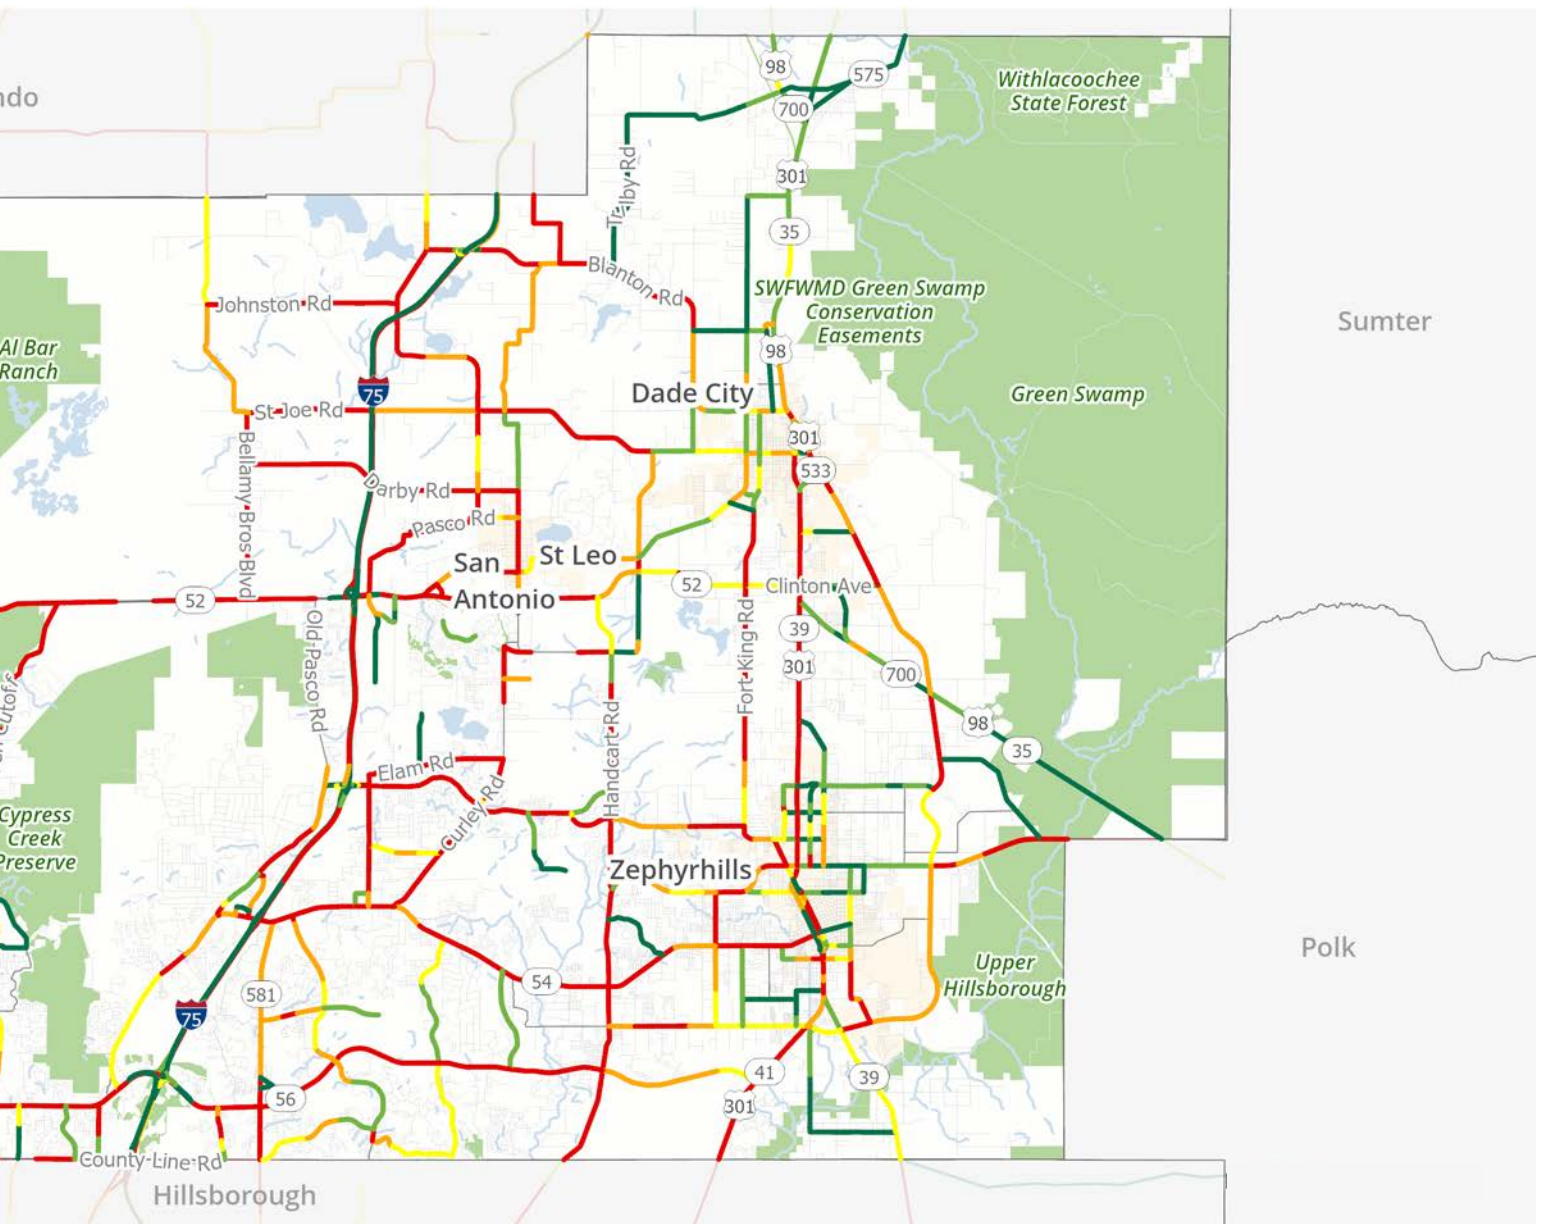 98
575
Withlacoochee
State Forest
ndo
700
Trilby Rd
301
35
Blanton Rd
SWFWMD Green Swamp
Conservation
Easements
Johnston Rd
Sumter
Al Bar
Ranch
98
75
Dade City
Green Swamp
St Joe Rd
301
Bellamy Bros Blvd
533
Darby Rd
Pasco Rd
San
Antonio
St Leo
52
Clinton Ave
52
Old Pasco Rd
Fort King Rd
39
301
700
Cutoff
98
35
Handcart Rd
Elam Rd
Curley Rd
Cypress
Creek
Preserve
Zephyrhills
Polk
Upper
Hillsborough
54
581
75
41
39
56
301
County Line Rd
Hillsborough